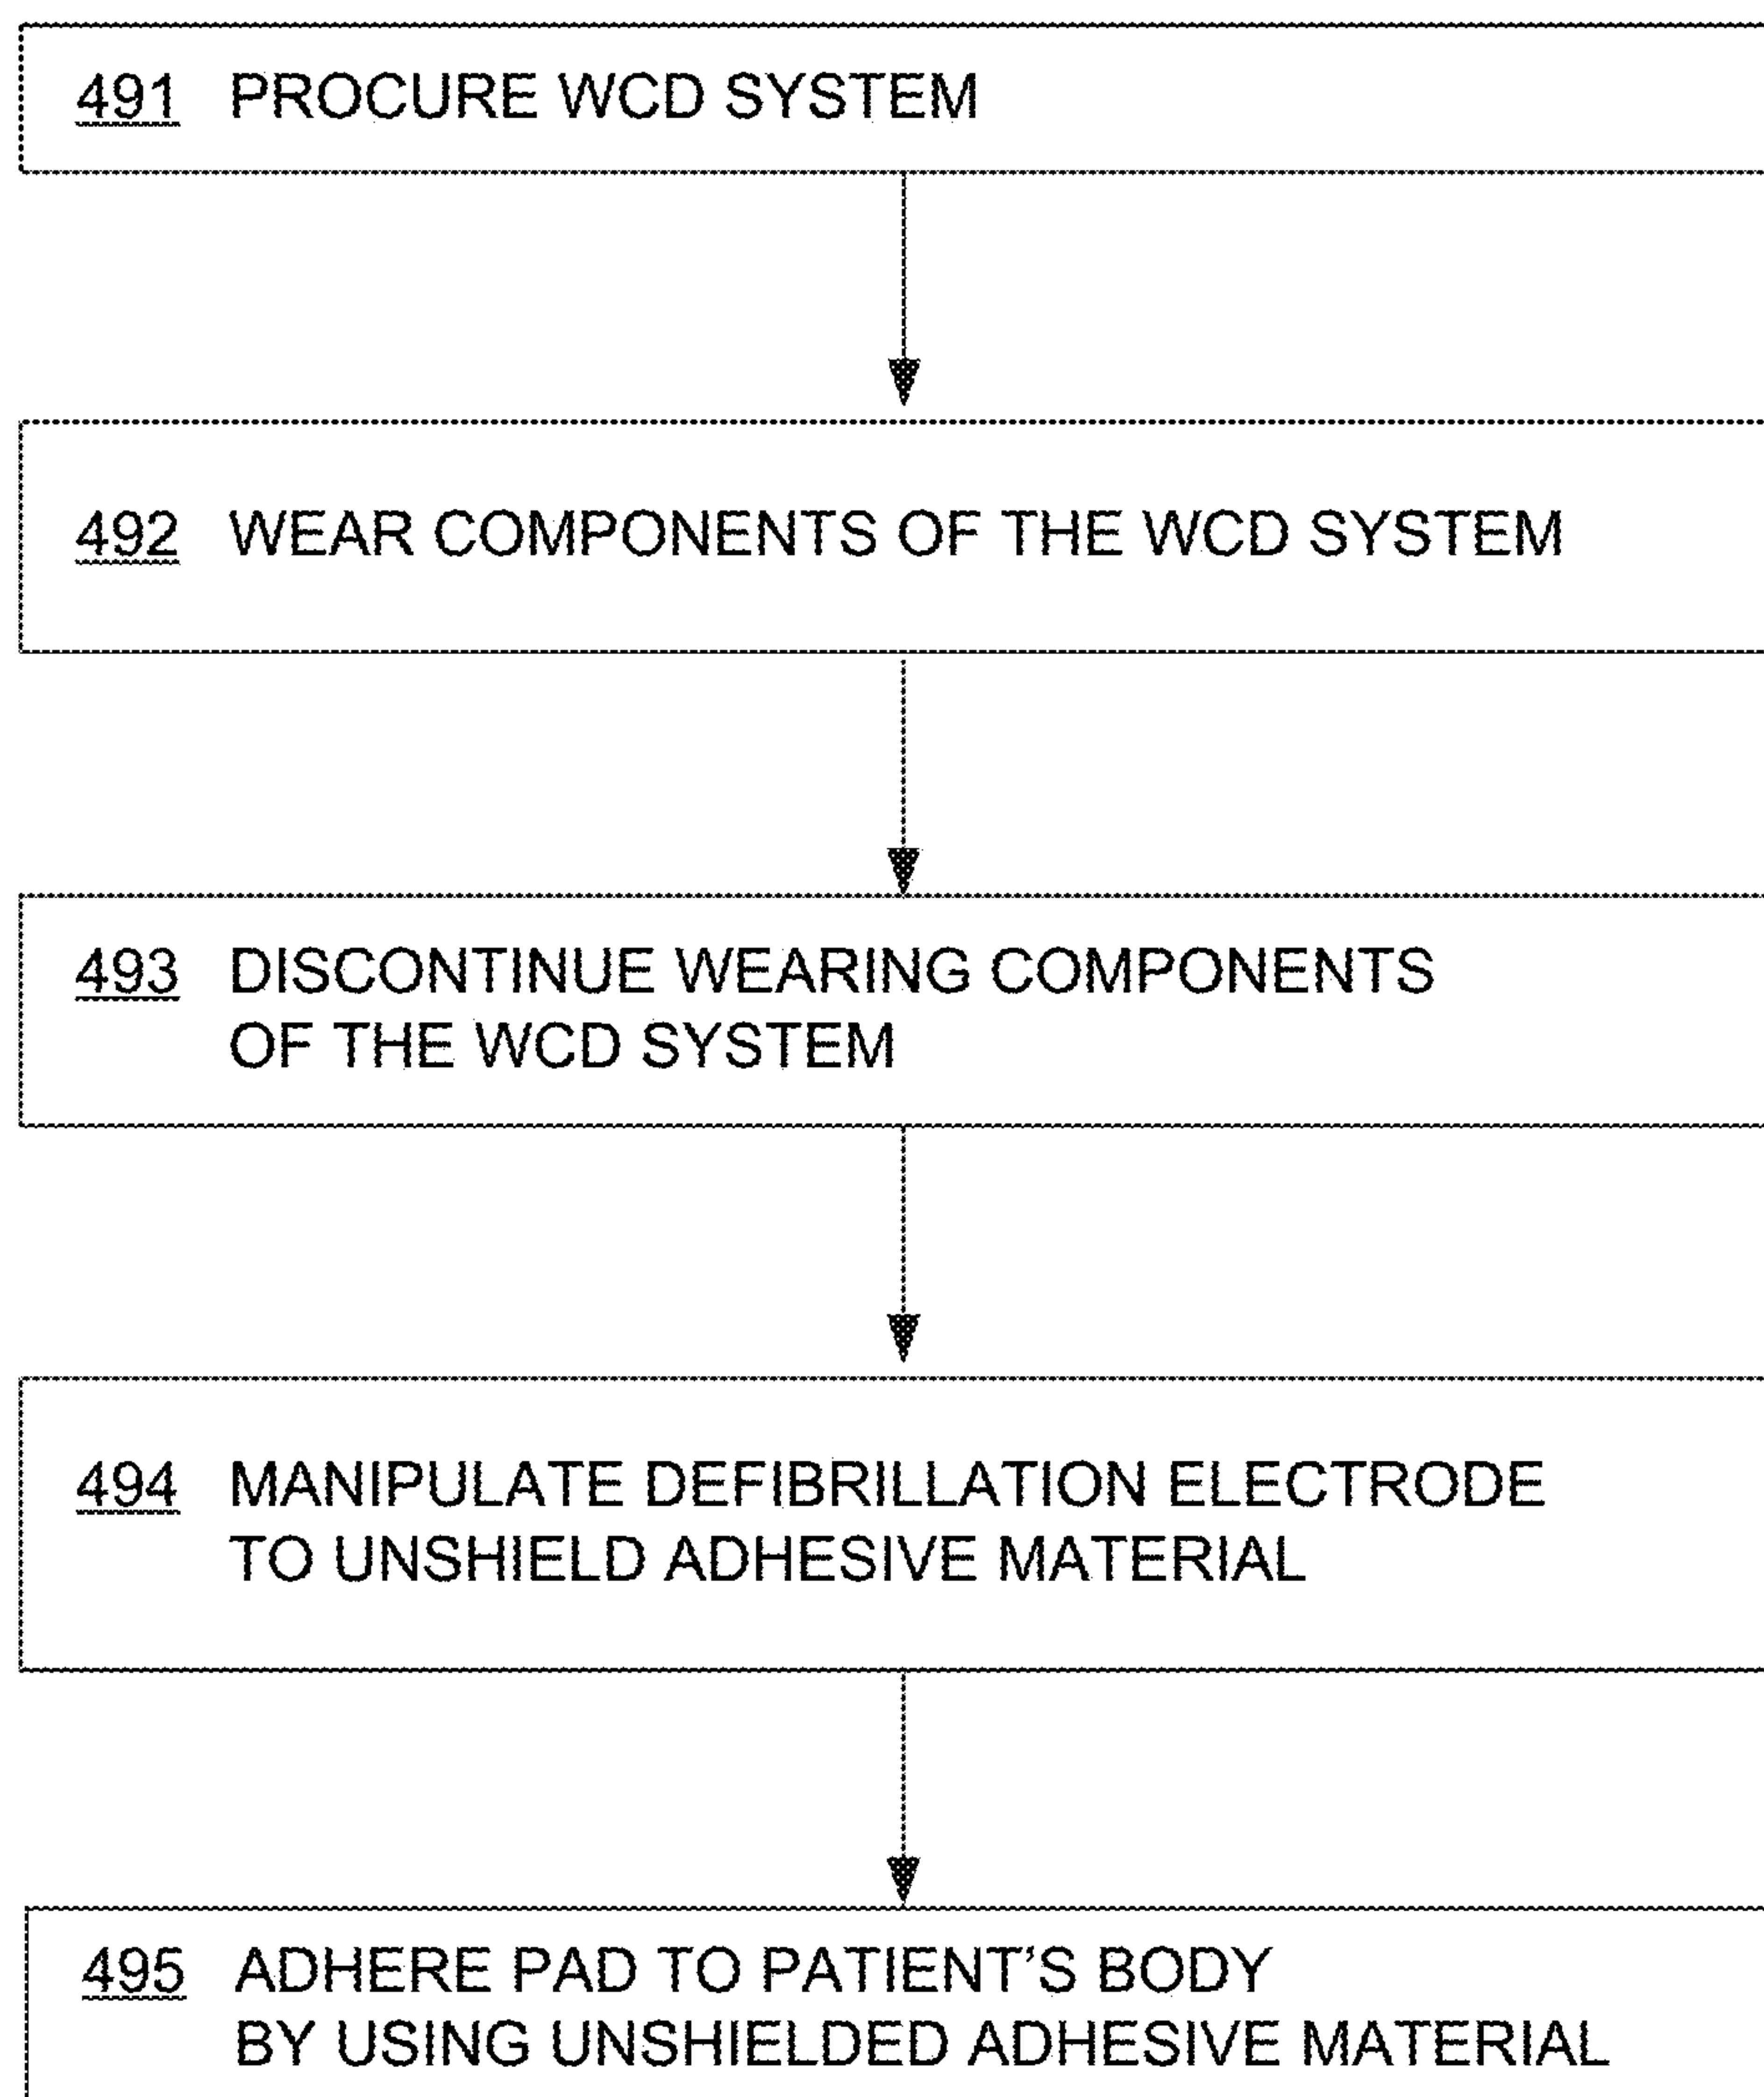 491 PROCURE WCD SYSTEM
492 WEAR COMPONENTS OF THE WCD SYSTEM
493 DISCONTINUE WEARING COMPONENTS
OF THE WCD SYSTEM
494 MANIPULATE DEFIBRILLATION ELECTRODE
TO UNSHIELD ADHESIVE MATERIAL
495 ADHERE PAD TO PATIENT'S BODY
BY USING UNSHIELDED ADHESIVE MATERIAL